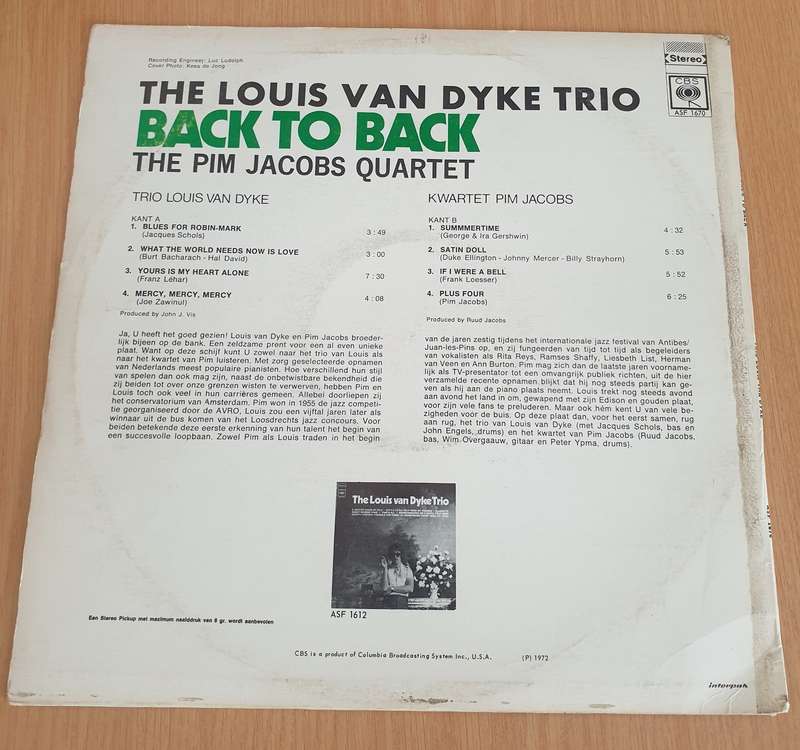 Recording Engineer: Luc Ludolph
Cover Photo: Kees de Jong
Stereo
CBS
ASF 1670
THE LOUIS VAN DYKE TRIO
BACK TO BACK
THE PIM JACOBS QUARTET
TRIO LOUIS VAN DYKE
KANT A
1. BLUES FOR ROBIN-MARK 3 : 49
(Jacques Schols)
2. WHAT THE WORLD NEEDS NOW IS LOVE 3 : 00
(Burt Bacharach - Hal David)
3. YOURS IS MY HEART ALONE 7 : 30
(Franz Léhar)
4. MERCY, MERCY, MERCY 4 : 08
(Joe Zawinul)
Produced by John J. Vis
KWARTET PIM JACOBS
KANT B
1. SUMMMERTIME 4 : 32
(George & Ira Gershwin)
2. SATIN DOLL 5 : 53
(Duke Ellington - Johnny Mercer - Billy Strayhorn)
3. IF I WERE A BELL 5 : 52
(Frank Loesser)
4. PLUS FOUR 6 : 25
(Pim Jacobs)
Produced by Ruud Jacobs
Ja, U heeft het goed gezien! Louis van Dyke en Pim Jacobs broeder-
lijk bijeen op de bank. Een zeldzame prent voor een al even unieke
plaat. Want op deze schijf kunt U zowel naar het trio van Louis als
naar het kwartet van Pim luisteren. Met zorg geselecteerde opnamen
van Nederlands meest populaire pianisten. Hoe verschillend hun stijl
van spelen dan ook mag zijn, naast de onbetwistbare bekendheid die
zij beiden tot over onze grenzen wisten te verwerven, hebben Pim en
Louis toch ook veel in hun carrières gemeen. Allebei doorliepen zij
het conservatorium van Amsterdam. Pim won in 1955 de jazz competi-
tie georganiseerd door de AVRO, Louis zou een vijftal jaren later als
winnaar uit de bus komen van het Loosdrechts jazz concours. Voor
beiden betekende deze eerste erkenning van hun talent het begin van
een succesvolle loopbaan. Zowel Pim als Louis traden in het begin
van de jaren zestig tijdens het internationale jazz festival van Antibes/
Juan-les-Pins op, en zij fungeerden van tijd tot tijd als begeleiders
van vokalisten als Rita Reys, Ramses Shaffy, Liesbeth List, Herman
van Veen en Ann Burton. Pim mag zich dan de laatste jaren voorname-
lijk als TV-presentator tot een omvangrijk publiek richten, uit de hier
verzamelde recente opnamen blijkt dat hij nog steeds partij kan ge-
ven als hij aan de piano plaats neemt. Louis trekt nog steeds avond
aan avond het land in om, gewapend met zijn Edison en gouden plaat,
voor zijn vele fans te preluderen. Maar ook hém kent U van vele be-
zigheden voor de buis. Op deze plaat dan, voor het eerst samen, rug
aan rug, het trio van Louis van Dyke (met Jacques Schols, bas en
John Engels, drums) en het kwartet van Pim Jacobs (Ruud Jacobs,
bas, Wim Overgaauw, gitaar en Peter Ypma, drums).
The Louis van Dyke Trio
ASF 1612
Een Stereo Pickup met maximum naalddruk van 6 gr. wordt aanbevolen
CBS is a product of Columbia Broadcasting System Inc., U.S.A. (P) 1972
interpak